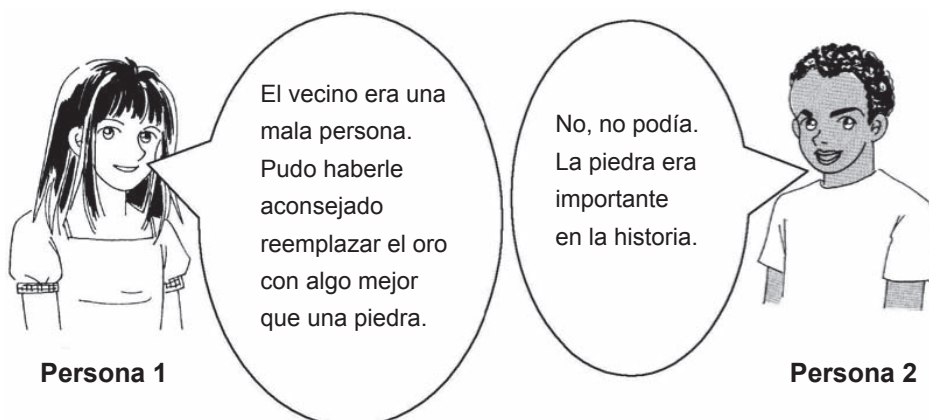 El vecino era una
mala persona.
Pudo haberle
aconsejado
reemplazar el oro
con algo mejor
que una piedra.
No, no podía.
La piedra era
importante
en la historia.
Persona 1
Persona 2